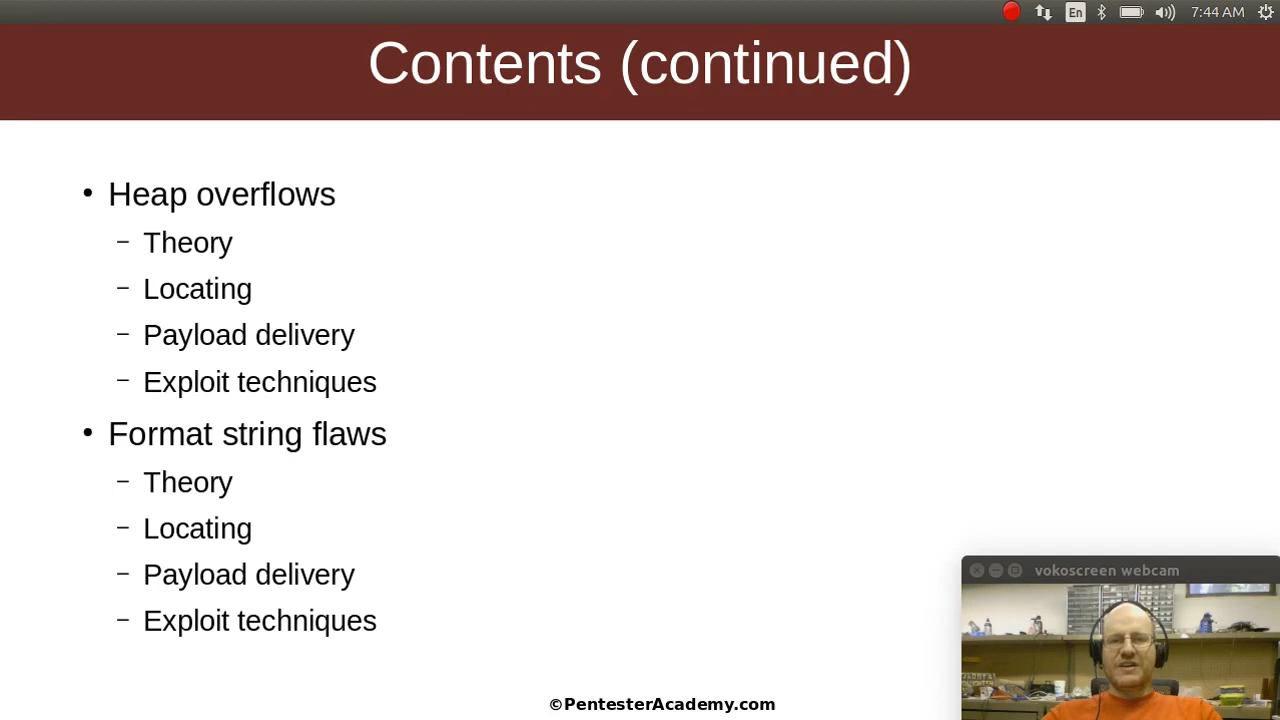 En
7:44 AM
Contents (continued)
• Heap overflows
– Theory
– Locating
– Payload delivery
– Exploit techniques
• Format string flaws
– Theory
– Locating
– Payload delivery
– Exploit techniques
vokoscreen webcam
©PentesterAcademy.com